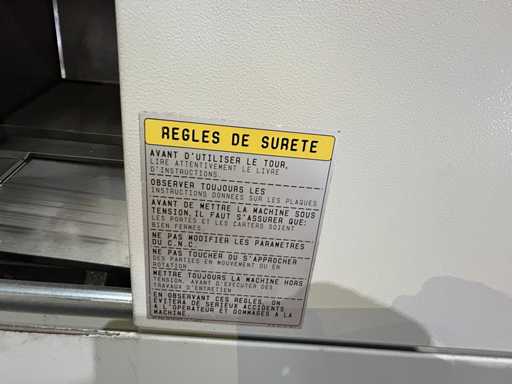 REGLES DE SURETE
AVANT D'UTILISER LE TOUR,
LIRE ATTENTIVEMENT LE LIVRE
D'INSTRUCTIONS.
OBSERVER TOUJOURS LES
INSTRUCTIONS DONNEES SUR LES PLAQUES
AVANT DE METTRE LA MACHINE SOUS
TENSION, IL FAUT S'ASSURER QUE:
LES PORTES ET LES CARTERS SOIENT
BIEN FERMES.
NE PAS MODIFIER LES PARAMETRES
DU C.N.C.
NE PAS TOUCHER OU S'APPROCHER
DES PARTIES EN MOUVEMENT OU EN
ROTATION
METTRE TOUJOURS LA MACHINE HORS
TENSION, AVANT D'EXECUTER DES
TRAVAUX D'ENTRETIEN
EN OBSERVANT CES REGLES, ON
EVITERA DE SERIEUX ACCIDENTS
A L'OPERATEUR ET DOMMAGES A LA
MACHINE